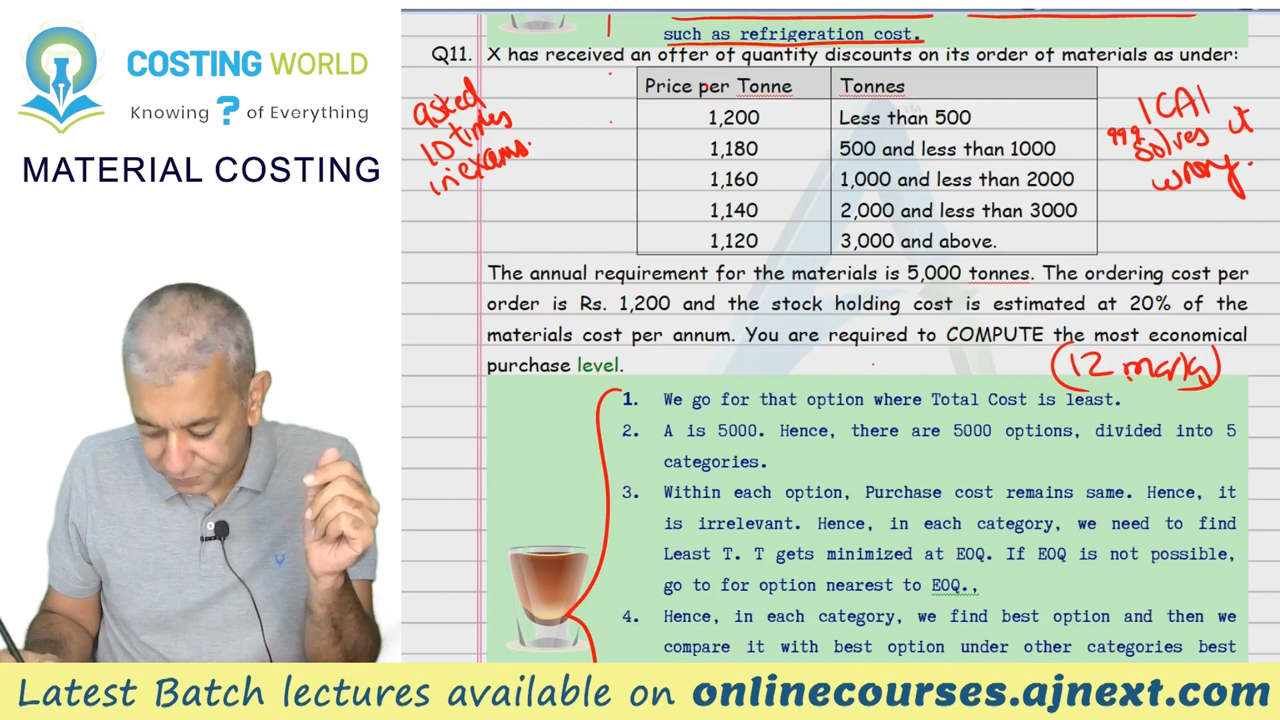 COSTING WORLD
Knowing ? of Everything
MATERIAL COSTING
such as refrigeration cost.
Q11. X has received an offer of quantity discounts on its order of materials as under:
Price per Tonne Tonnes
1,200 Less than 500
1,180 500 and less than 1000
1,160 1,000 and less than 2000
1,140 2,000 and less than 3000
1,120 3,000 and above.
asked
10 times
in exams.
ICAI
99% solves it
wrong.
The annual requirement for the materials is 5,000 tonnes. The ordering cost per
order is Rs. 1,200 and the stock holding cost is estimated at 20% of the
materials cost per annum. You are required to COMPUTE the most economical
purchase level.
(12 marks)
1. We go for that option where Total Cost is least.
2. A is 5000. Hence, there are 5000 options, divided into 5
categories.
3. Within each option, Purchase cost remains same. Hence, it
is irrelevant. Hence, in each category, we need to find
Least T. T gets minimized at EOQ. If EOQ is not possible,
go to for option nearest to EOQ.,
4. Hence, in each category, we find best option and then we
compare it with best option under other categories best
Latest Batch lectures available on onlinecourses.ajnext.com